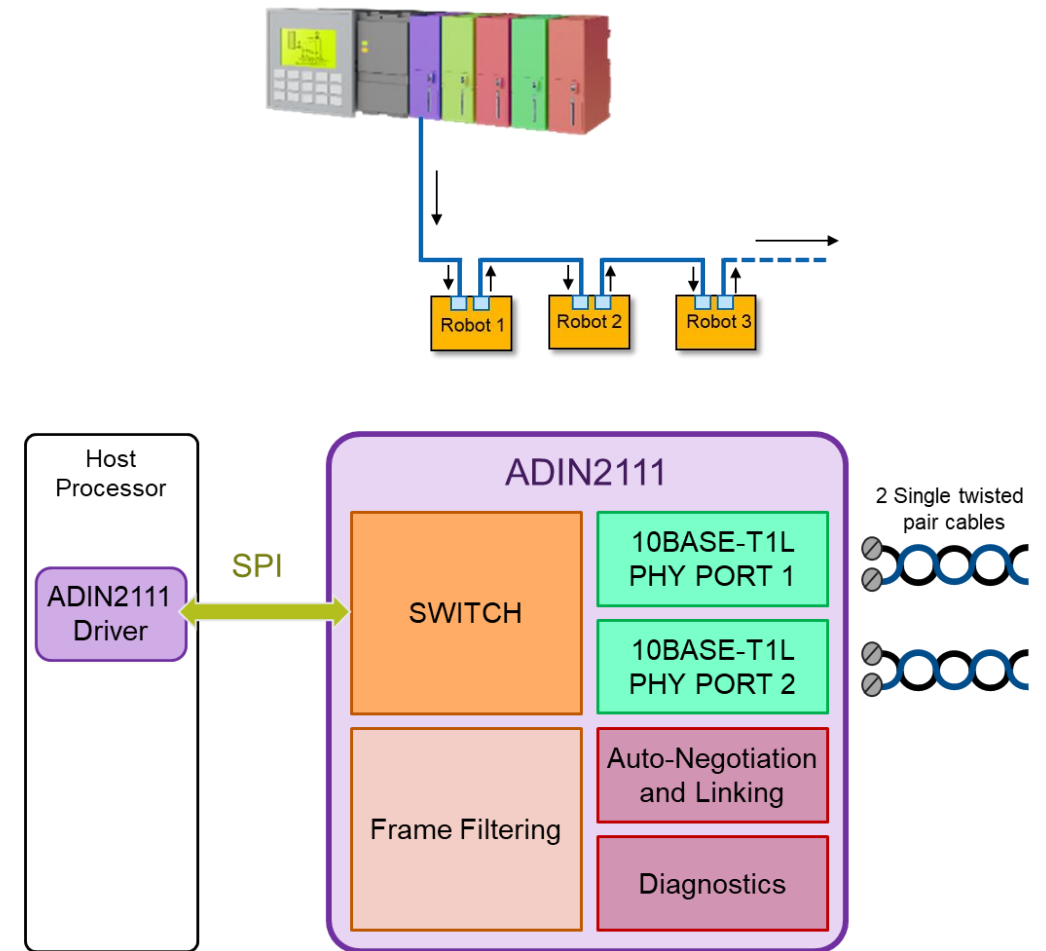 Robot 1
Robot 2
Robot 3
Host
Processor
ADIN2111
Driver
SPI
ADIN2111
SWITCH
10BASE-T1L
PHY PORT 1
10BASE-T1L
PHY PORT 2
Frame Filtering
Auto-Negotiation
and Linking
Diagnostics
2 Single twisted
pair cables